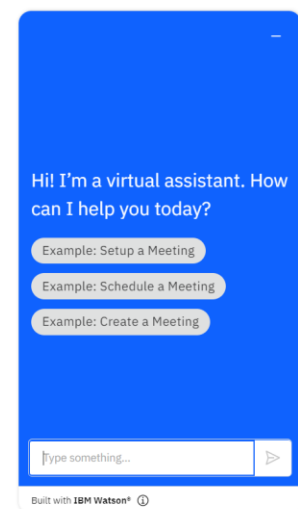 Hi! I'm a virtual assistant. How
can I help you today?
Example: Setup a Meeting
Example: Schedule a Meeting
Example: Create a Meeting
Type something...
Built with IBM Watson®